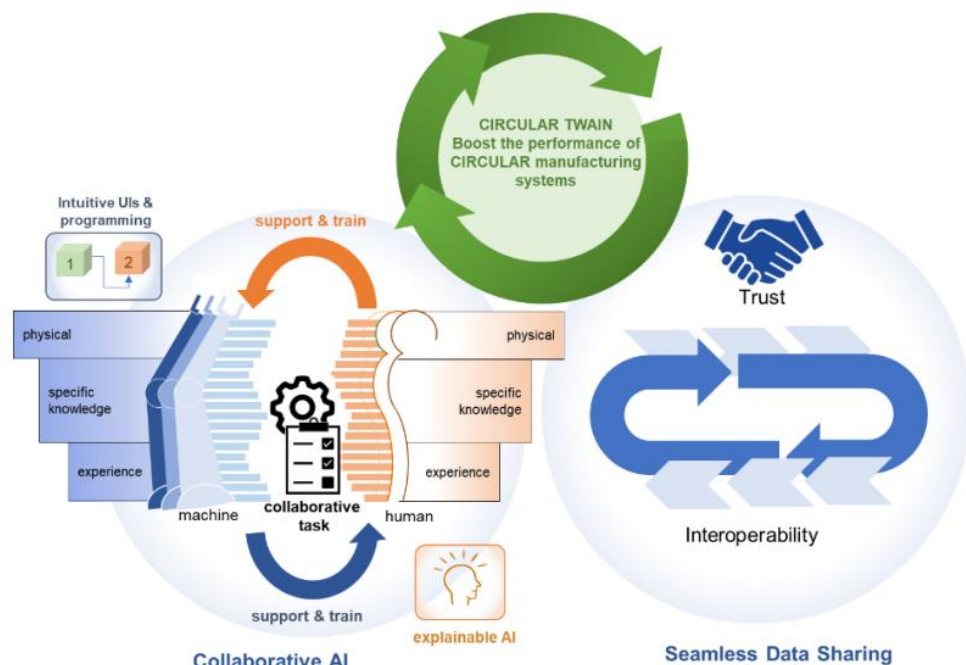 CIRCULAR TWAIN
Boost the performance of
CIRCULAR manufacturing
systems
Intuitive UIs &
programming
1
2
support & train
physical
specific
knowledge
experience
machine
collaborative
task
human
physical
specific
knowledge
experience
support & train
explainable AI
Collaborative AI
Trust
Interoperability
Seamless Data Sharing